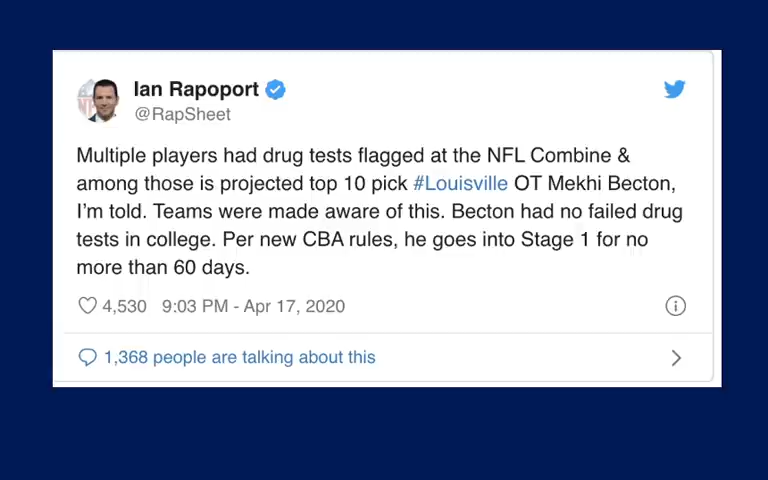 Ian Rapoport
@RapSheet
Multiple players had drug tests flagged at the NFL Combine &
among those is projected top 10 pick #Louisville OT Mekhi Becton,
I'm told. Teams were made aware of this. Becton had no failed drug
tests in college. Per new CBA rules, he goes into Stage 1 for no
more than 60 days.
4,530 9:03 PM - Apr 17, 2020
1,368 people are talking about this